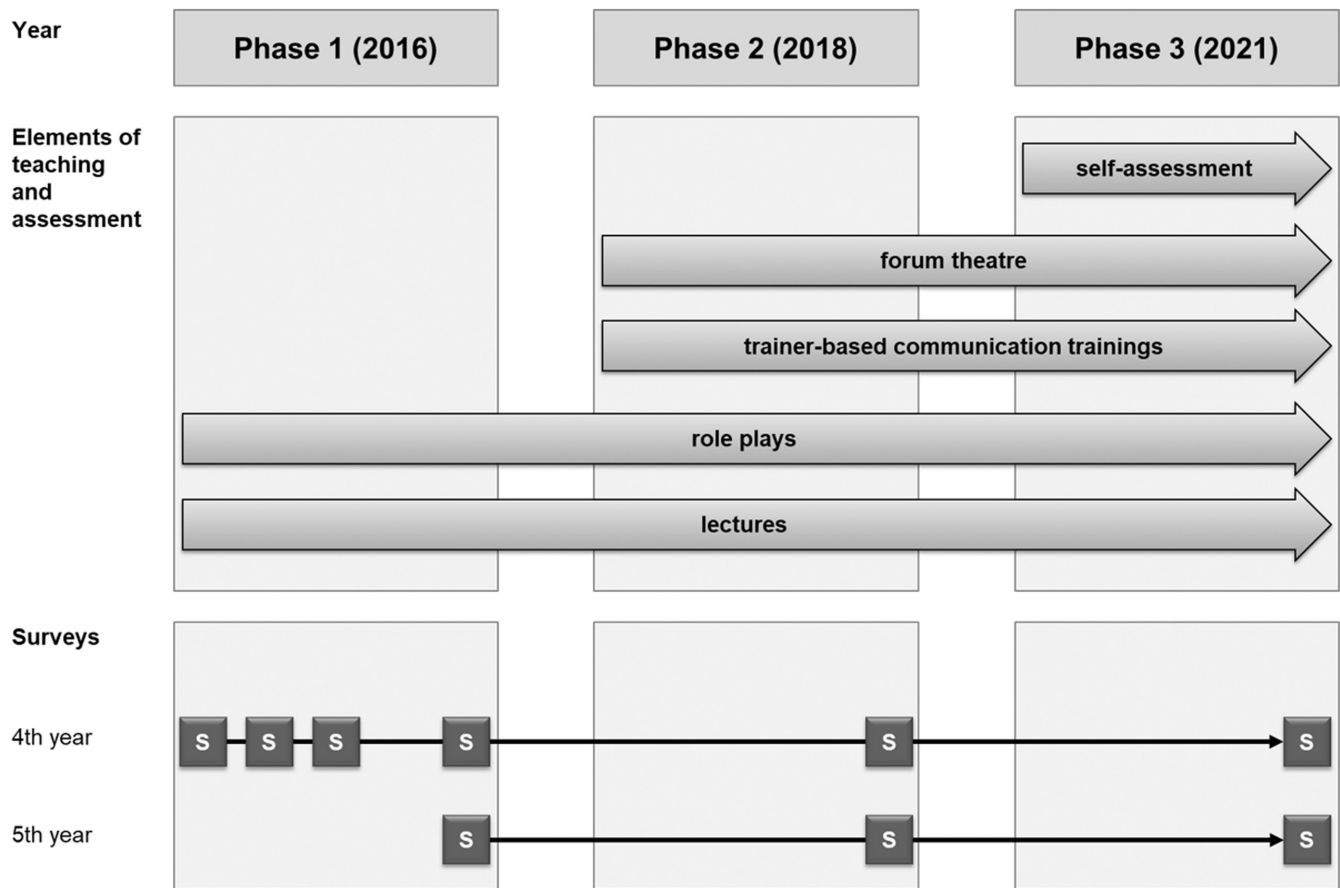 Year
Phase 1 (2016)
Phase 2 (2018)
Phase 3 (2021)
Elements of
teaching
and
assessment
self-assessment
forum theatre
trainer-based communication trainings
role plays
lectures
Surveys
4th year
S
S
S
S
S
S
5th year
S
S
S